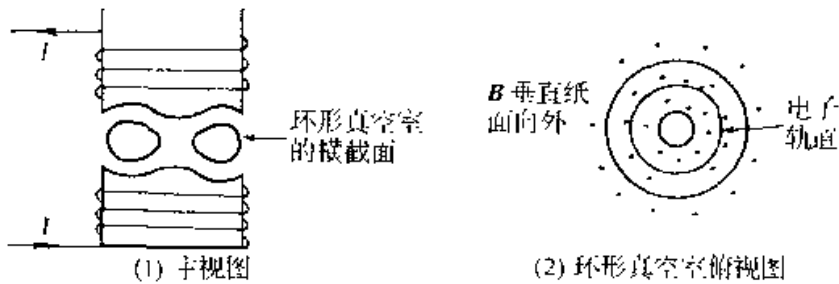 I
环形真空室
的横截面
I
(1) 主视图
B 垂直纸
面向外
电子
轨道
(2) 环形真空室俯视图